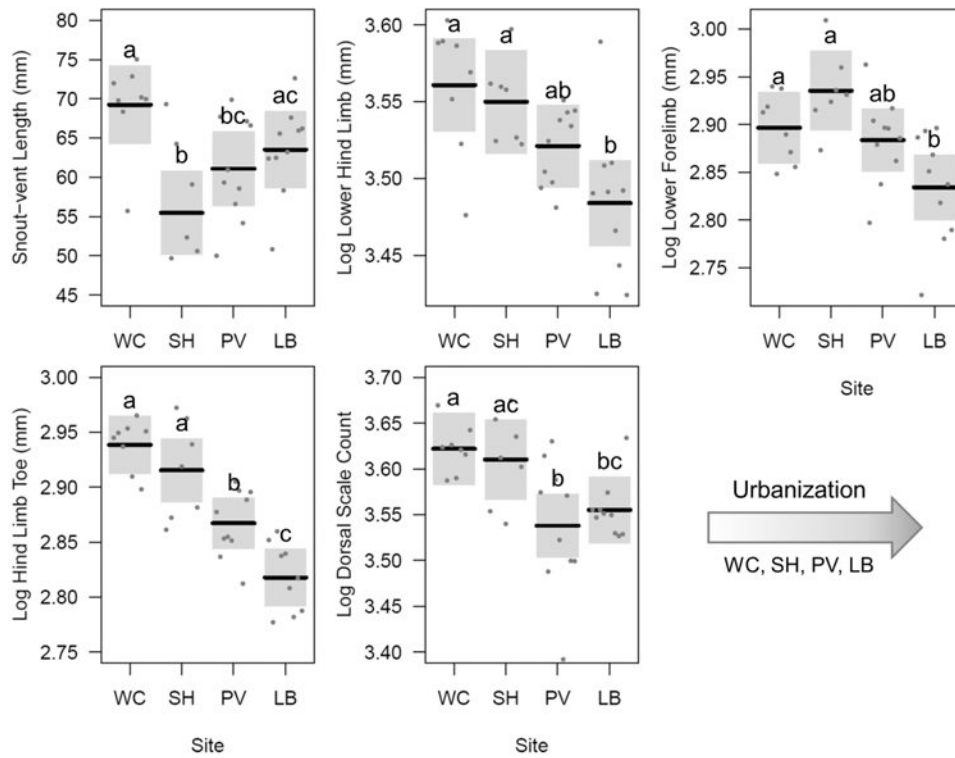 Snout-vent Length (mm)
80
75
70
65
60
55
50
45
a
b
bc
ac
WC SH PV LB
Log Lower Hind Limb (mm)
3.60
3.55
3.50
3.45
a
a
ab
b
WC SH PV LB
Log Lower Forelimb (mm)
3.00
2.95
2.90
2.85
2.80
2.75
a
a
ab
b
WC SH PV LB
Site
Log Hind Limb Toe (mm)
3.00
2.95
2.90
2.85
2.80
2.75
a
a
b
c
WC SH PV LB
Site
Log Dorsal Scale Count
3.70
3.65
3.60
3.55
3.50
3.45
3.40
a
ac
b
bc
WC SH PV LB
Site
Urbanization
WC, SH, PV, LB